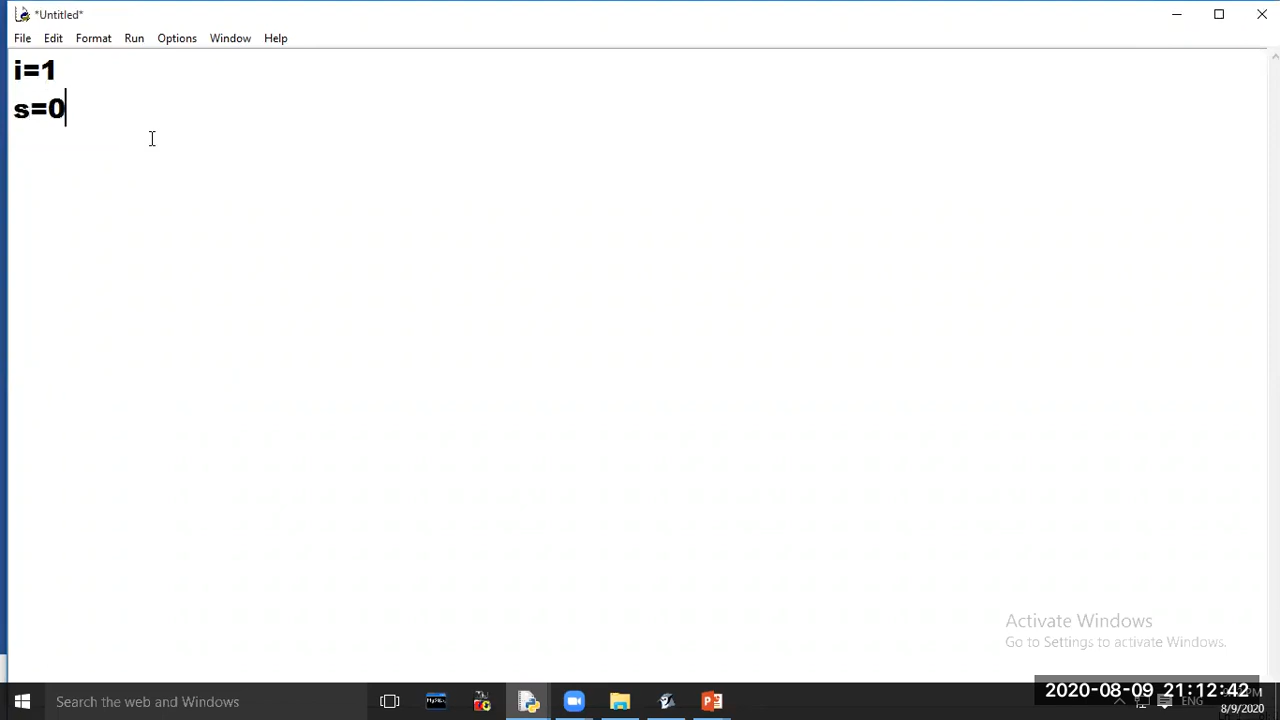 *Untitled*
File Edit Format Run Options Window Help
i=1
s=0
Activate Windows
Go to Settings to activate Windows.
Search the web and Windows
2020-08-09 21:12:42
ENG
8/9/2020